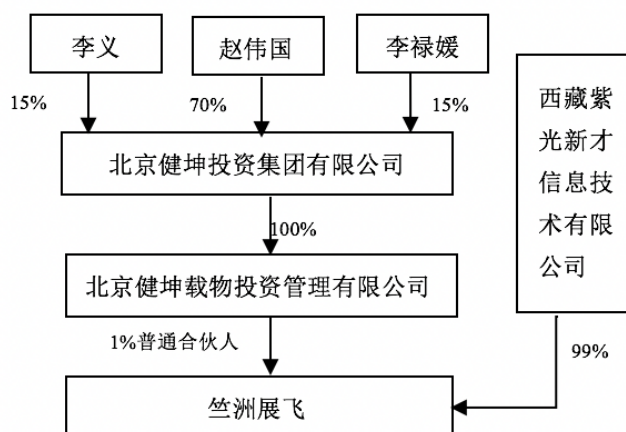 李义
赵伟国
李禄媛
15%
70%
15%
西藏紫
光新才
信息技
术有限
公司
北京健坤投资集团有限公司
100%
北京健坤载物投资管理有限公司
1%普通合伙人
99%
竺洲展飞